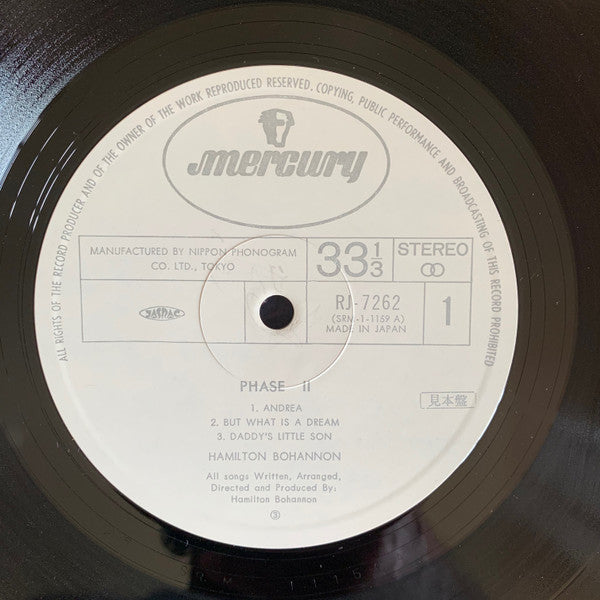 ALL RIGHTS OF THE RECORD PRODUCER AND OF THE OWNER OF THE WORK REPRODUCED RESERVED. COPYING, PUBLIC PERFORMANCE AND BROADCASTING OF THIS RECORD PROHIBITED
mercury
MANUFACTURED BY NIPPON PHONOGRAM
CO. LTD., TOKYO
33 1/3
STEREO
JASRAC
RJ-7262
(SRM-1-1159 A)
MADE IN JAPAN
1
PHASE II
見本盤
1. ANDREA
2. BUT WHAT IS A DREAM
3. DADDY'S LITTLE SON
HAMILTON BOHANNON
All songs Written, Arranged,
Directed and Produced By:
Hamilton Bohannon
③